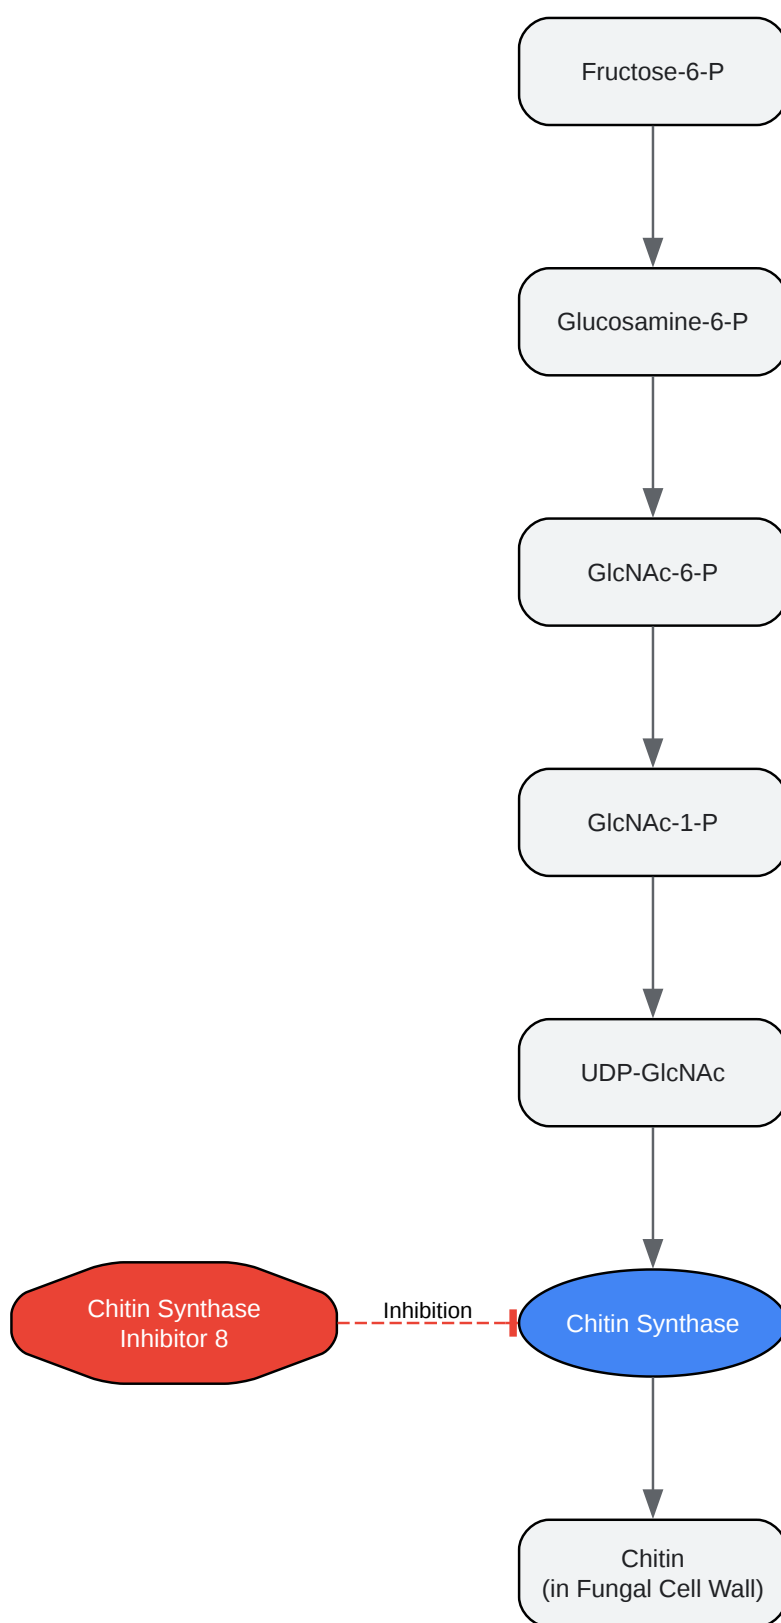 Fructose-6-P
Glucosamine-6-P
GlcNAc-6-P
GlcNAc-1-P
UDP-GlcNAc
Chitin Synthase
Inhibitor 8
Inhibition
Chitin Synthase
Chitin
(in Fungal Cell Wall)